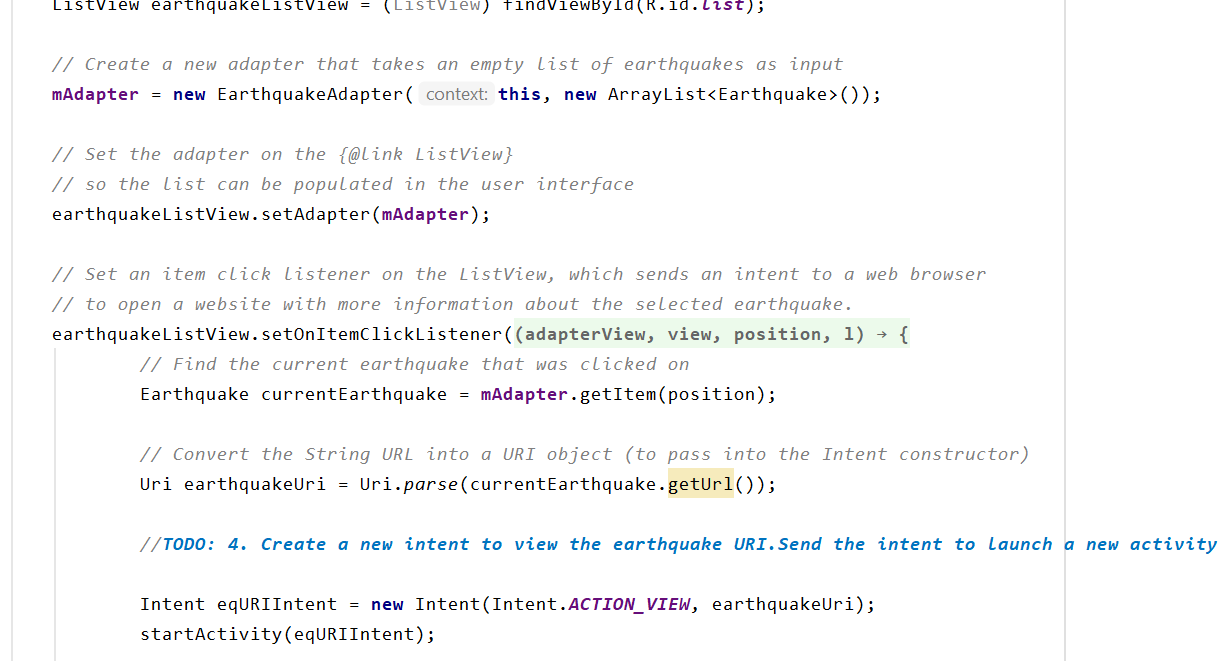 ListView earthquakeListView = (ListView) findViewById(R.id.list);
// Create a new adapter that takes an empty list of earthquakes as input
mAdapter = new EarthquakeAdapter( context: this, new ArrayList<Earthquake>());
// Set the adapter on the {@link ListView}
// so the list can be populated in the user interface
earthquakeListView.setAdapter(mAdapter);
// Set an item click listener on the ListView, which sends an intent to a web browser
// to open a website with more information about the selected earthquake.
earthquakeListView.setOnItemClickListener((adapterView, view, position, l) → {
// Find the current earthquake that was clicked on
Earthquake currentEarthquake = mAdapter.getItem(position);
// Convert the String URL into a URI object (to pass into the Intent constructor)
Uri earthquakeUri = Uri.parse(currentEarthquake.getUrl());
//TODO: 4. Create a new intent to view the earthquake URI.Send the intent to launch a new activity
Intent eqURIIntent = new Intent(Intent.ACTION_VIEW, earthquakeUri);
startActivity(eqURIIntent);